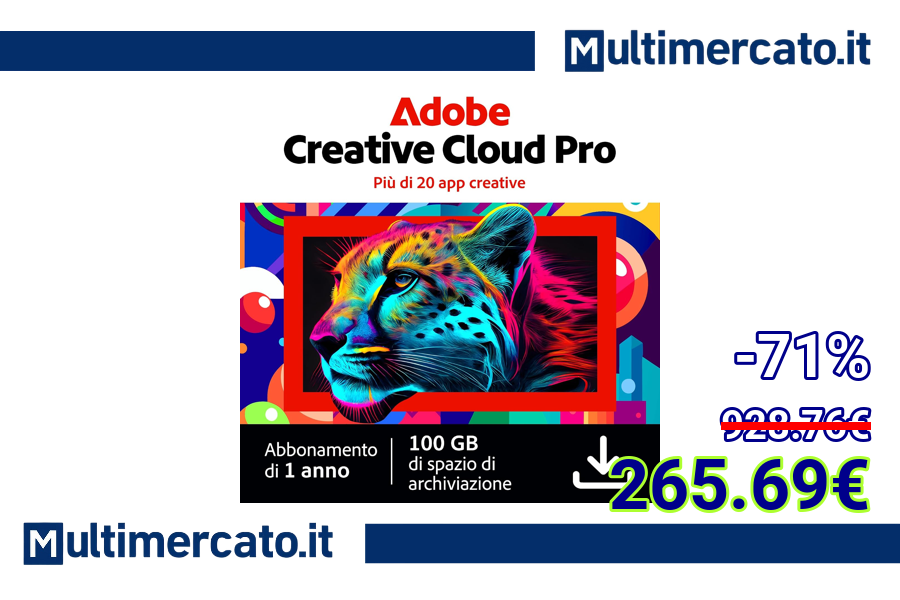 Multimercato.it
Adobe
Creative Cloud Pro
Più di 20 app creative
-71%
928.76€
265.69€
Abbonamento
di 1 anno
100 GB
di spazio di
archiviazione
Multimercato.it